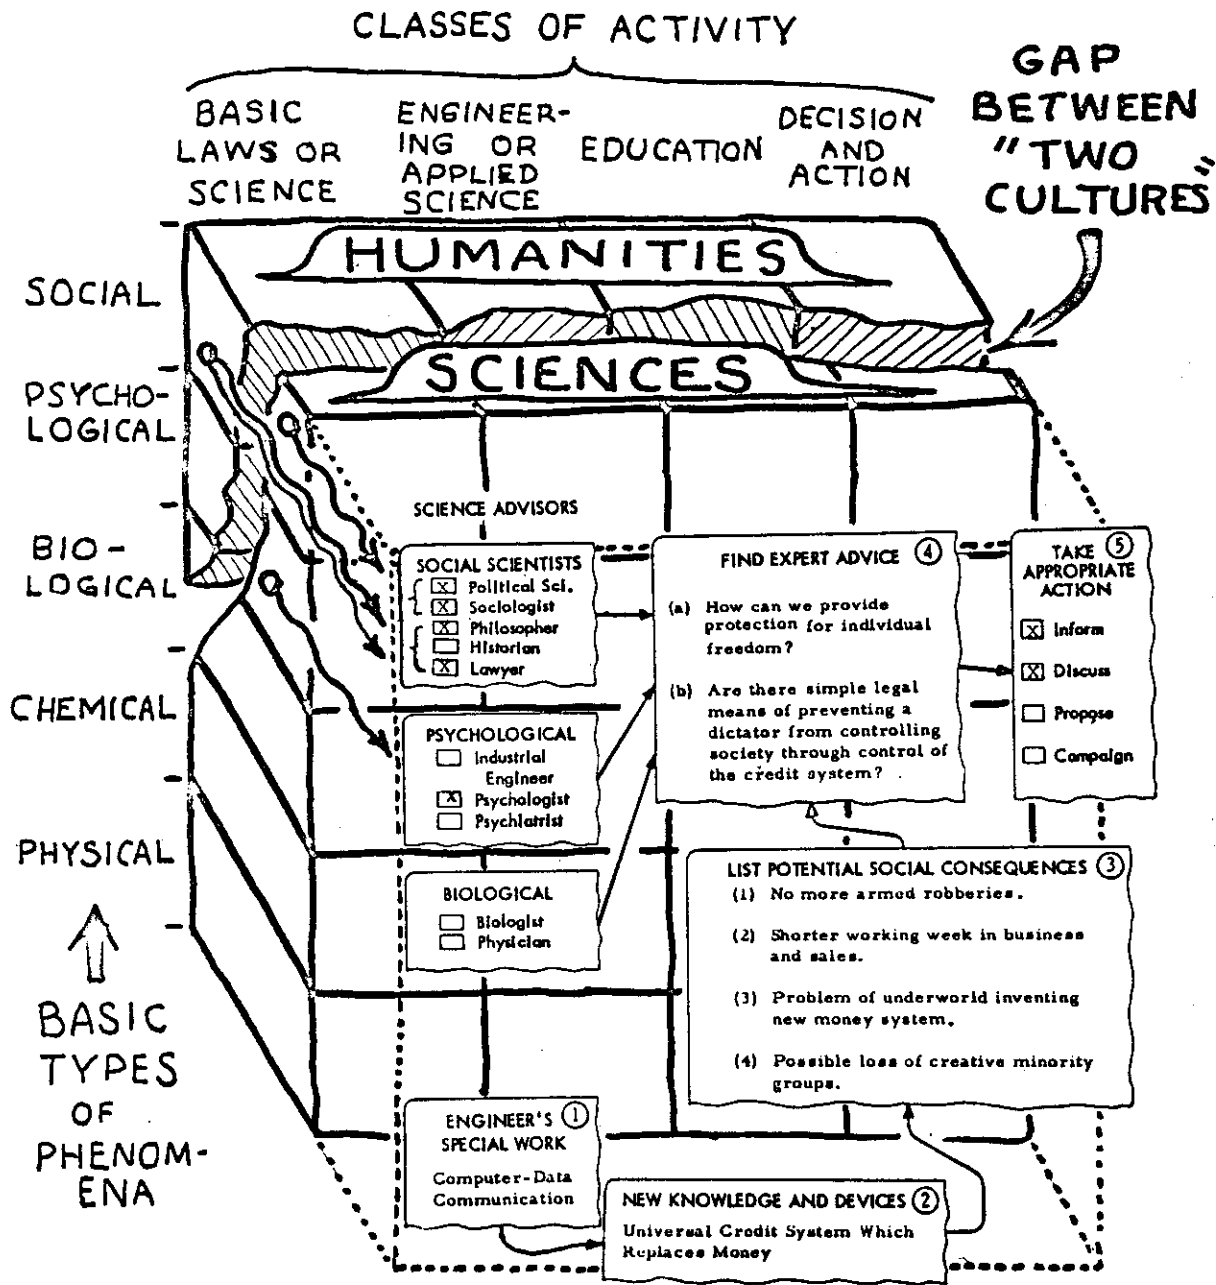 CLASSES OF ACTIVITY
BASIC
LAWS OR
SCIENCE
ENGINEER-
ING OR
APPLIED
SCIENCE
EDUCATION
DECISION
AND
ACTION
GAP
BETWEEN
"TWO
CULTURES"
HUMANITIES
SCIENCES
SOCIAL
PSYCHO-
LOGICAL
BIO-
LOGICAL
CHEMICAL
PHYSICAL
BASIC
TYPES
OF
PHENOM-
ENA
SCIENCE ADVISORS
SOCIAL SCIENTISTS
X Political Sci.
X Sociologist
X Philosopher
Historian
X Lawyer
PSYCHOLOGICAL
Industrial
Engineer
X Psychologist
Psychiatrist
BIOLOGICAL
Biologist
Physician
ENGINEER'S 1
SPECIAL WORK
Computer-Data
Communication
NEW KNOWLEDGE AND DEVICES 2
Universal Credit System Which
Replaces Money
LIST POTENTIAL SOCIAL CONSEQUENCES 3
(1) No more armed robberies.
(2) Shorter working week in business
and sales.
(3) Problem of underworld inventing
new money system.
(4) Possible loss of creative minority
groups.
FIND EXPERT ADVICE 4
(a) How can we provide
protection for individual
freedom?
(b) Are there simple legal
means of preventing a
dictator from controlling
society through control of
the credit system?
TAKE 5
APPROPRIATE
ACTION
X Inform
X Discuss
Propose
Campaign